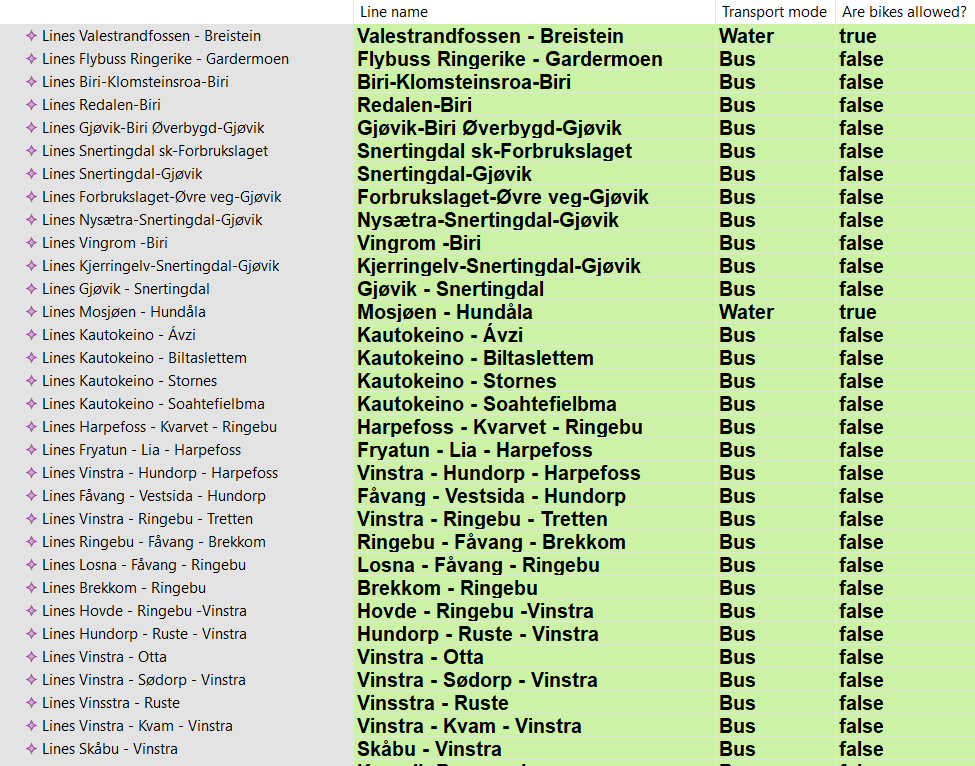 Line name Transport mode Are bikes allowed?
Lines Valestrandfossen - Breistein Valestrandfossen - Breistein Water true
Lines Flybuss Ringerike - Gardermoen Flybuss Ringerike - Gardermoen Bus false
Lines Biri-Klomsteinsroa-Biri Biri-Klomsteinsroa-Biri Bus false
Lines Redalen-Biri Redalen-Biri Bus false
Lines Gjøvik-Biri Øverbygd-Gjøvik Gjøvik-Biri Øverbygd-Gjøvik Bus false
Lines Snertingdal sk-Forbrukslaget Snertingdal sk-Forbrukslaget Bus false
Lines Snertingdal-Gjøvik Snertingdal-Gjøvik Bus false
Lines Forbrukslaget-Øvre veg-Gjøvik Forbrukslaget-Øvre veg-Gjøvik Bus false
Lines Nysætra-Snertingdal-Gjøvik Nysætra-Snertingdal-Gjøvik Bus false
Lines Vingrom -Biri Vingrom -Biri Bus false
Lines Kjerringelv-Snertingdal-Gjøvik Kjerringelv-Snertingdal-Gjøvik Bus false
Lines Gjøvik - Snertingdal Gjøvik - Snertingdal Bus false
Lines Mosjøen - Hundåla Mosjøen - Hundåla Water true
Lines Kautokeino - Ávzi Kautokeino - Ávzi Bus false
Lines Kautokeino - Biltaslettem Kautokeino - Biltaslettem Bus false
Lines Kautokeino - Stornes Kautokeino - Stornes Bus false
Lines Kautokeino - Soahtefielbma Kautokeino - Soahtefielbma Bus false
Lines Harpefoss - Kvarvet - Ringebu Harpefoss - Kvarvet - Ringebu Bus false
Lines Fryatun - Lia - Harpefoss Fryatun - Lia - Harpefoss Bus false
Lines Vinstra - Hundorp - Harpefoss Vinstra - Hundorp - Harpefoss Bus false
Lines Fåvang - Vestsida - Hundorp Fåvang - Vestsida - Hundorp Bus false
Lines Vinstra - Ringebu - Tretten Vinstra - Ringebu - Tretten Bus false
Lines Ringebu - Fåvang - Brekkom Ringebu - Fåvang - Brekkom Bus false
Lines Losna - Fåvang - Ringebu Losna - Fåvang - Ringebu Bus false
Lines Brekkom - Ringebu Brekkom - Ringebu Bus false
Lines Hovde - Ringebu -Vinstra Hovde - Ringebu -Vinstra Bus false
Lines Hundorp - Ruste - Vinstra Hundorp - Ruste - Vinstra Bus false
Lines Vinstra - Otta Vinstra - Otta Bus false
Lines Vinstra - Sødorp - Vinstra Vinstra - Sødorp - Vinstra Bus false
Lines Vinsstra - Ruste Vinsstra - Ruste Bus false
Lines Vinstra - Kvam - Vinstra Vinstra - Kvam - Vinstra Bus false
Lines Skåbu - Vinstra Skåbu - Vinstra Bus false